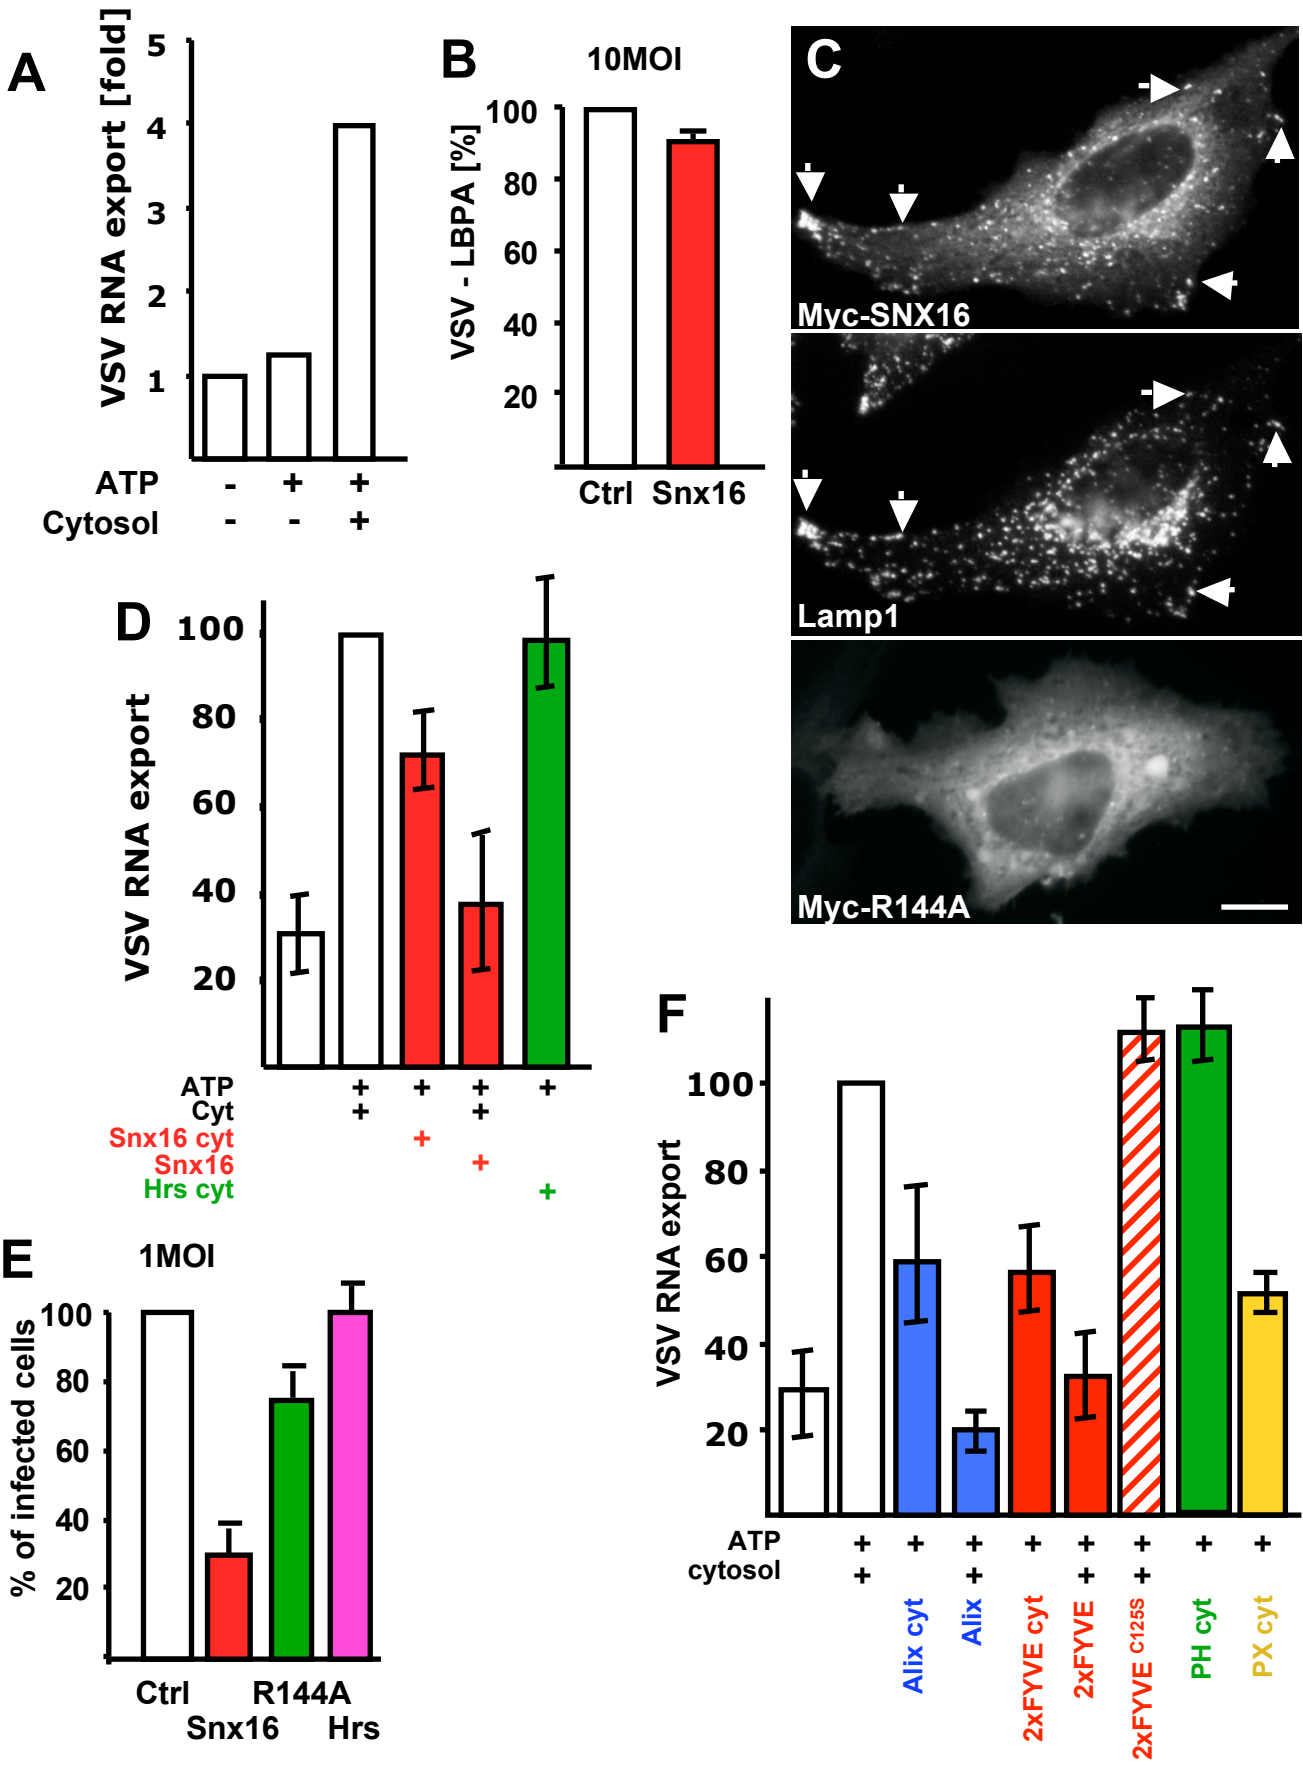 A
VSV RNA export [fold]
5
4
3
2
1
ATP - + +
Cytosol - - +
B
10MOI
VSV - LBPA [%]
100
80
60
40
20
Ctrl Snx16
C
Myc-SNX16
Lamp1
Myc-R144A
D
VSV RNA export
100
80
60
40
20
ATP + + + +
Cyt + +
Snx16 cyt +
Snx16 +
Hrs cyt +
E
1MOI
% of infected cells
100
80
60
40
20
Ctrl R144A
Snx16 Hrs
F
VSV RNA export
100
80
60
40
20
ATP + + + + + + + +
cytosol + + + +
Alix cyt
Alix
2xFYVE cyt
2xFYVE
2xFYVE C125S
PH cyt
PX cyt